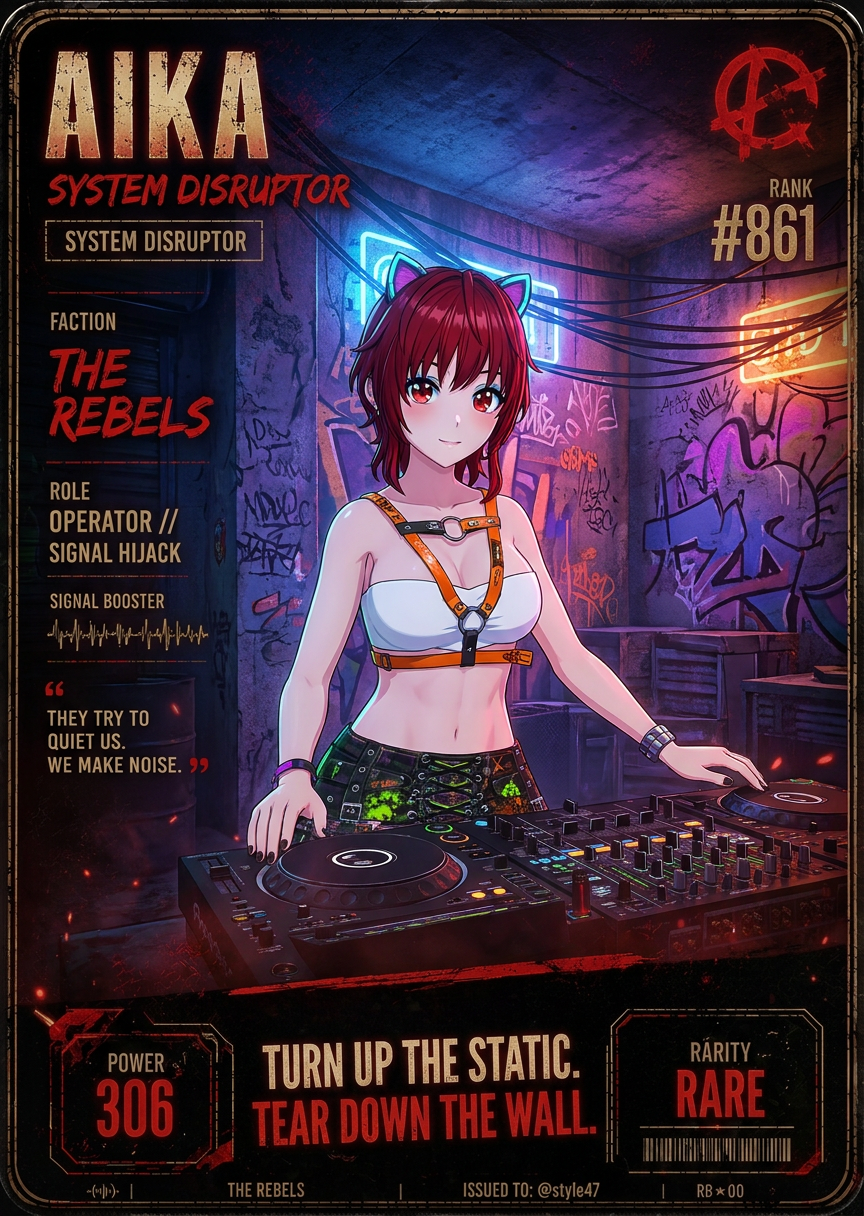 AIKA
SYSTEM DISRUPTOR
SYSTEM DISRUPTOR
RANK
#861
FACTION
THE
REBELS
ROLE
OPERATOR //
SIGNAL HIJACK
SIGNAL BOOSTER
“
THEY TRY TO
QUIET US.
WE MAKE NOISE. ”
POWER
306
TURN UP THE STATIC.
TEAR DOWN THE WALL.
RARITY
RARE
THE REBELS | ISSUED TO: @style47 | RB★00